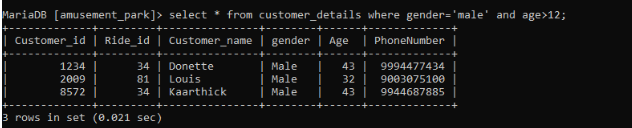 MariaDB [amusement_park]> select * from customer_details where gender='male' and age>12;
+-------------+---------+---------------+--------+------+-------------+
| Customer_id | Ride_id | Customer_name | gender | Age | PhoneNumber |
+-------------+---------+---------------+--------+------+-------------+
| 1234 | 34 | Donette | Male | 43 | 9994477434 |
| 2009 | 81 | Louis | Male | 32 | 9003075100 |
| 8572 | 34 | Kaarthick | Male | 43 | 9944687885 |
+-------------+---------+---------------+--------+------+-------------+
3 rows in set (0.021 sec)